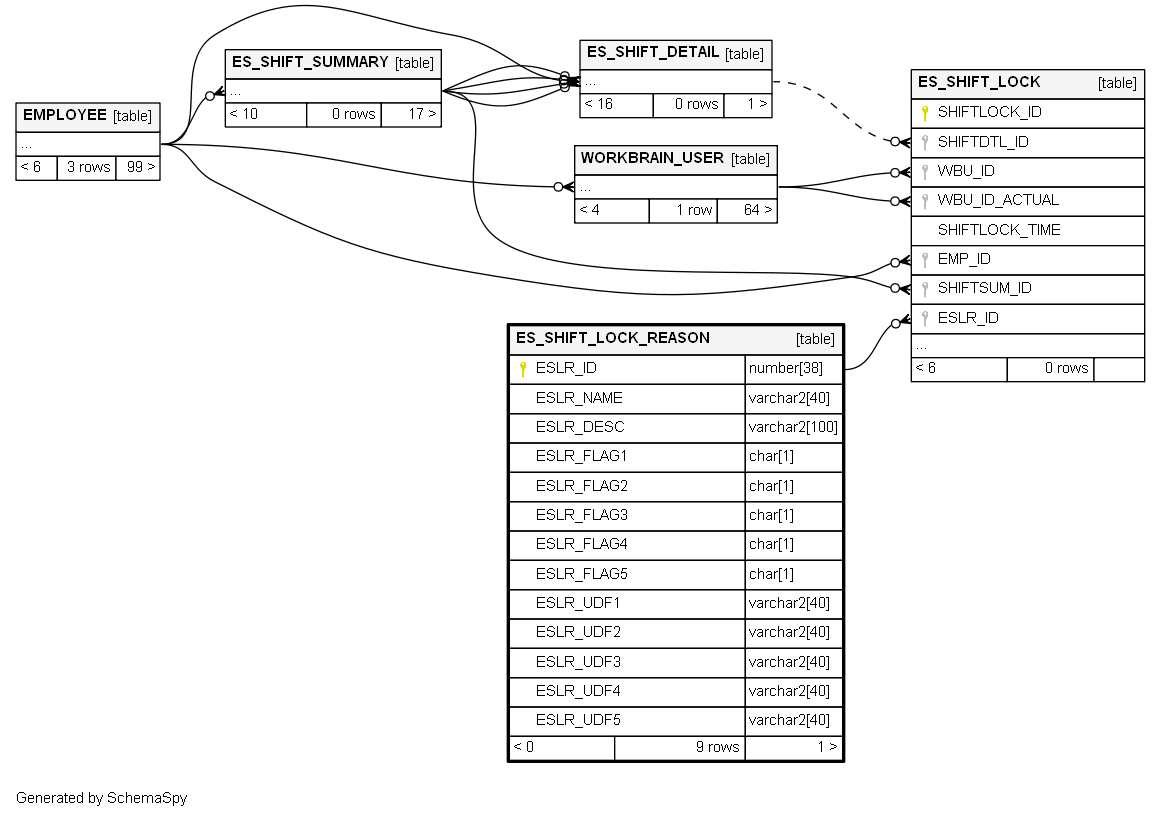 EMPLOYEE [table]
...
< 6 3 rows 99 >
ES_SHIFT_SUMMARY [table]
...
< 10 0 rows 17 >
ES_SHIFT_DETAIL [table]
...
< 16 0 rows 1 >
WORKBRAIN_USER [table]
...
< 4 1 row 64 >
ES_SHIFT_LOCK [table]
SHIFTLOCK_ID
SHIFTDTL_ID
WBU_ID
WBU_ID_ACTUAL
SHIFTLOCK_TIME
EMP_ID
SHIFTSUM_ID
ESLR_ID
...
< 6 0 rows
ES_SHIFT_LOCK_REASON [table]
ESLR_ID number[38]
ESLR_NAME varchar2[40]
ESLR_DESC varchar2[100]
ESLR_FLAG1 char[1]
ESLR_FLAG2 char[1]
ESLR_FLAG3 char[1]
ESLR_FLAG4 char[1]
ESLR_FLAG5 char[1]
ESLR_UDF1 varchar2[40]
ESLR_UDF2 varchar2[40]
ESLR_UDF3 varchar2[40]
ESLR_UDF4 varchar2[40]
ESLR_UDF5 varchar2[40]
< 0 9 rows 1 >
Generated by SchemaSpy